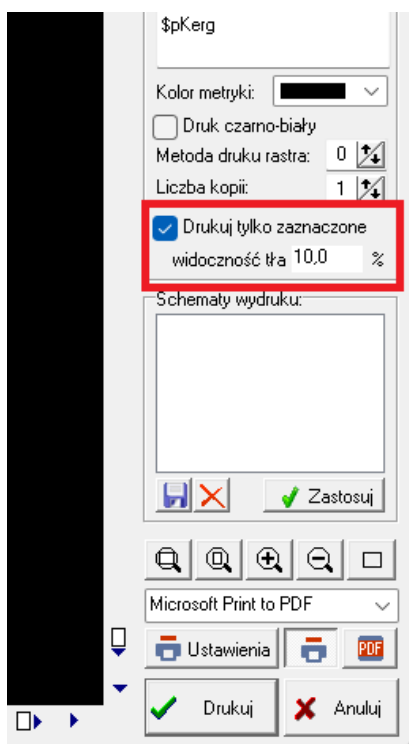 $pKerg
Kolor metryki:
Druk czarno-biały
Metoda druku rastra: 0
Liczba kopii: 1
Drukuj tylko zaznaczone
widoczność tła 10,0 %
Schematy wydruku:
Zastosuj
Microsoft Print to PDF
Ustawienia PDF
Drukuj Anuluj